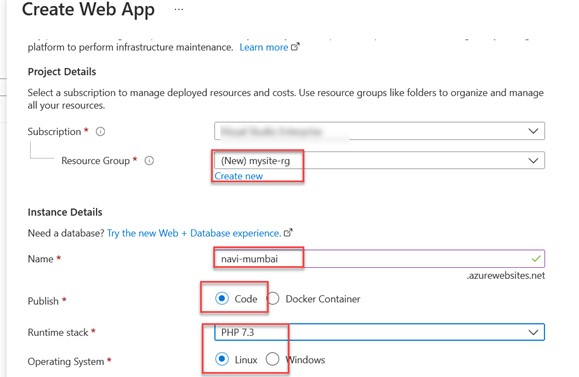 Create Web App ...
platform to perform infrastructure maintenance. Learn more
Project Details
Select a subscription to manage deployed resources and costs. Use resource groups like folders to organize and manage
all your resources.
Subscription *
Resource Group *
(New) mysite-rg
Create new
Instance Details
Need a database? Try the new Web + Database experience.
Name *
navi-mumbai
.azurewebsites.net
Publish *
Code
Docker Container
Runtime stack *
PHP 7.3
Operating System *
Linux
Windows